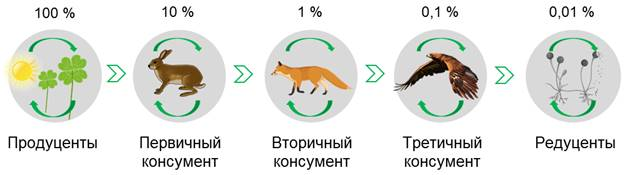 100 % 10 % 1 % 0,1 % 0,01 %
Продуценты Первичный консумент Вторичный консумент Третичный консумент Редуценты